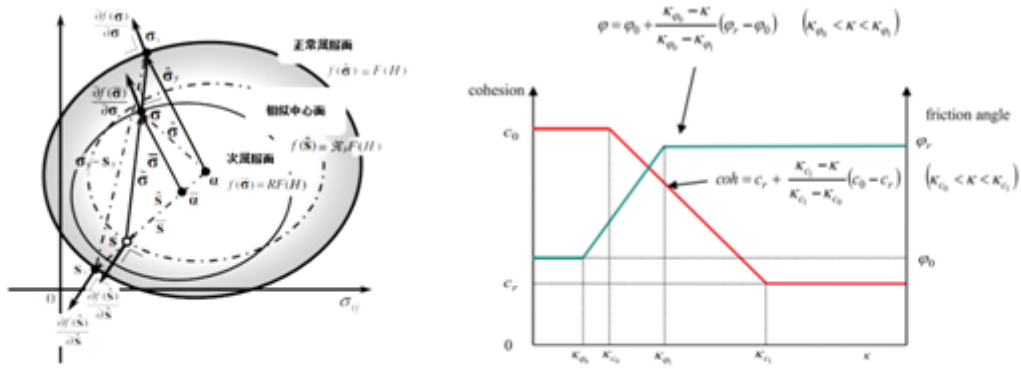 ∂f(σ)/∂σ
正常屈服面
f(σ̂) = F(H)
∂f(σ̄)/∂σ̄
相似中心面
f(ŝ) = ℜ F(H)
次屈服面
f(σ̄) = RF(H)
α
ᾱ
s
0
σij
∂f(ŝ)/∂ŝ
∂f(ŝ)/∂ŝ
φ = φ0 + (κφ0 − κ)/(κφ0 − κφ1) (φr − φ0) (κφ0 < κ < κφ1)
cohesion
friction angle
c0
φr
coh = cr + (κc1 − κ)/(κc1 − κc0) (c0 − cr) (κc0 < κ < κc1)
φ0
cr
0
κφ0 κc0 κφ1 κc1 κ